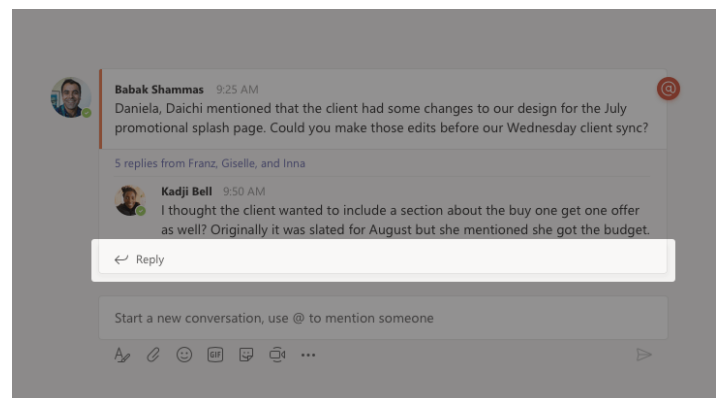 Babak Shammas 9:25 AM
@
Daniela, Daichi mentioned that the client had some changes to our design for the July
promotional splash page. Could you make those edits before our Wednesday client sync?
5 replies from Franz, Giselle, and Inna
Kadji Bell 9:50 AM
I thought the client wanted to include a section about the buy one get one offer
as well? Originally it was slated for August but she mentioned she got the budget.
Reply
Start a new conversation, use @ to mention someone
GIF